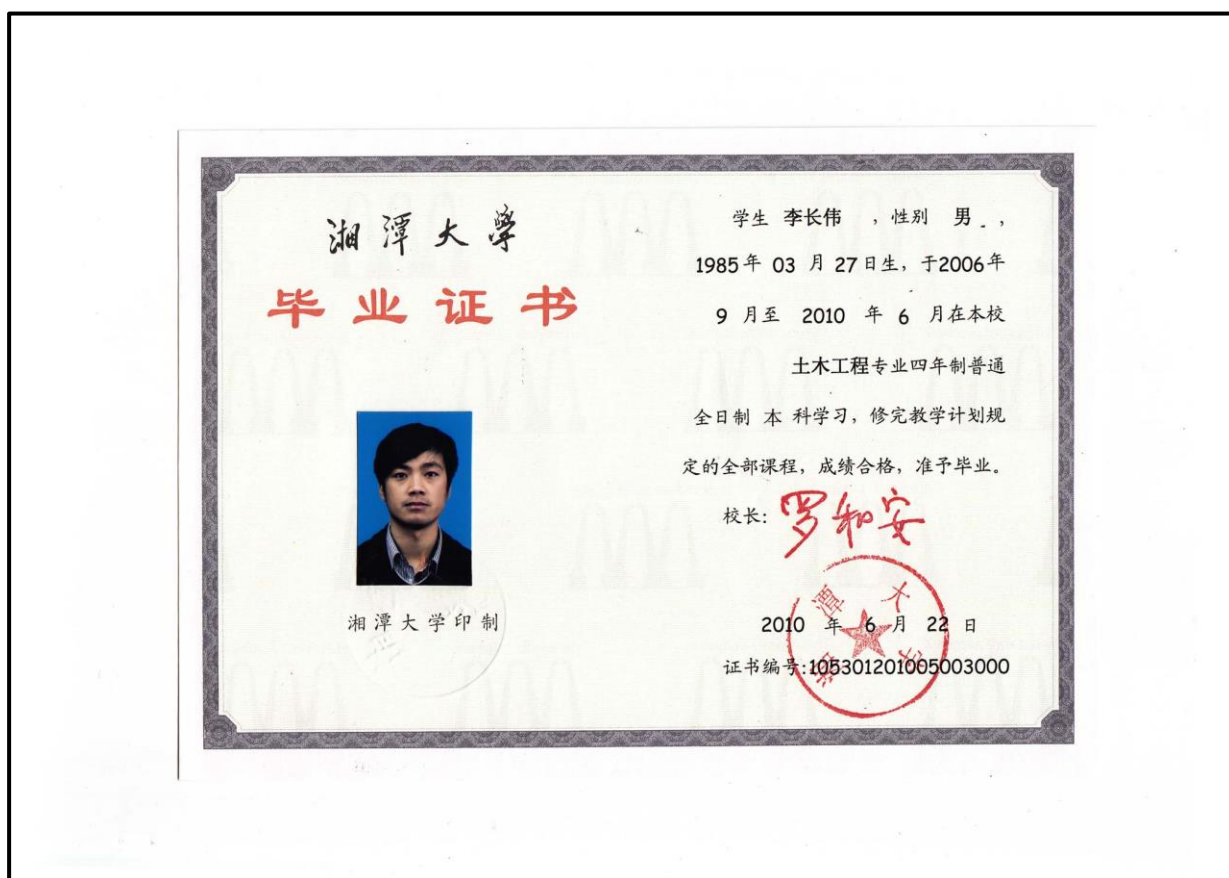 湘潭大學
毕业证书
湘潭大学印制
学生 李长伟 ，性别 男 ，
1985年 03 月 27日生，于2006年
9 月至 2010 年 6 月在本校
土木工程专业四年制普通
全日制 本 科学习，修完教学计划规
定的全部课程，成绩合格，准予毕业。
校长：罗和安
湘潭大学
2010 年 6 月 22 日
证书编号:105301201005003000